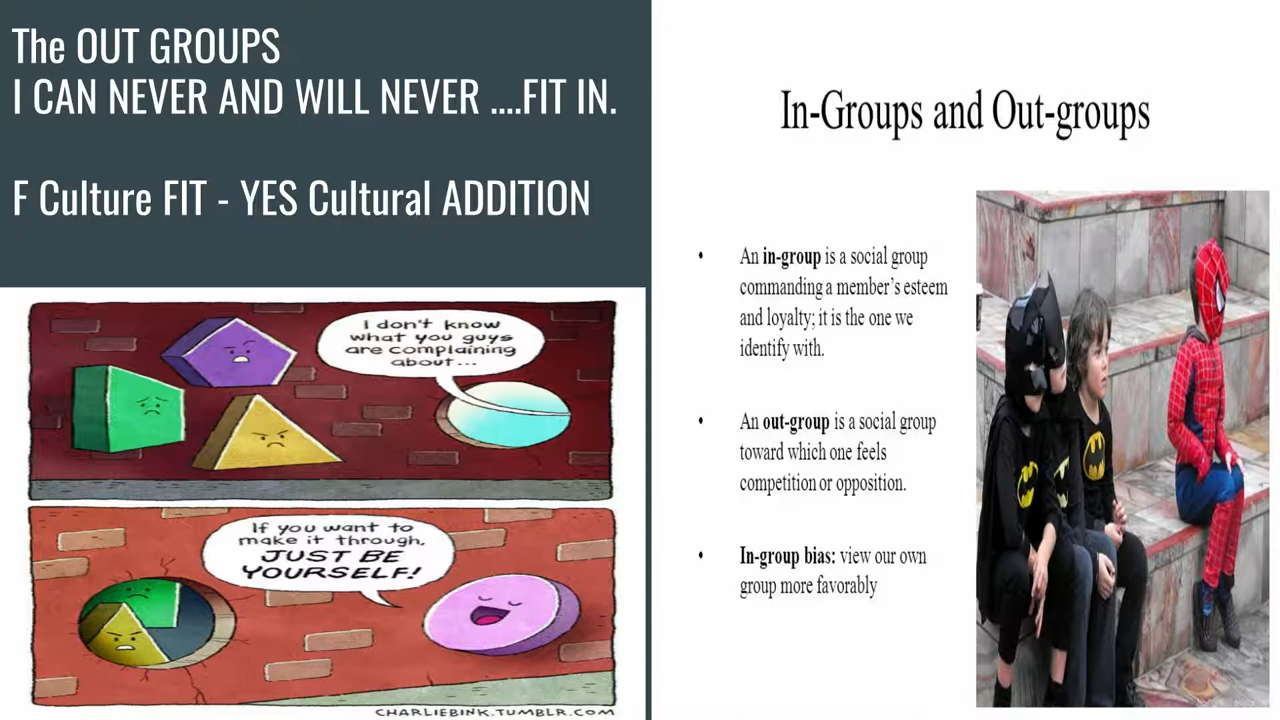 The OUT GROUPS
I CAN NEVER AND WILL NEVER ....FIT IN.
F Culture FIT - YES Cultural ADDITION
I don't know
what you guys
are complaining
about...
If you want to
make it through,
JUST BE
YOURSELF!
CHARLIEBINK.TUMBLR.COM
In-Groups and Out-groups
• An in-group is a social group
commanding a member's esteem
and loyalty; it is the one we
identify with.
• An out-group is a social group
toward which one feels
competition or opposition.
• In-group bias: view our own
group more favorably